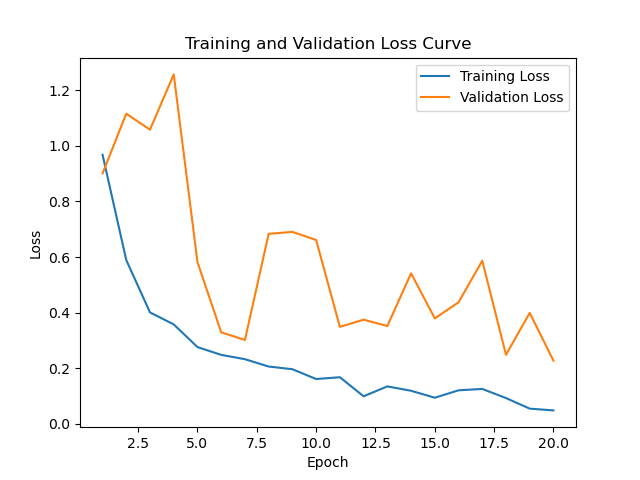 Training and Validation Loss Curve
Training Loss
Validation Loss
1.2
1.0
0.8
0.6
0.4
0.2
0.0
Loss
2.5 5.0 7.5 10.0 12.5 15.0 17.5 20.0
Epoch